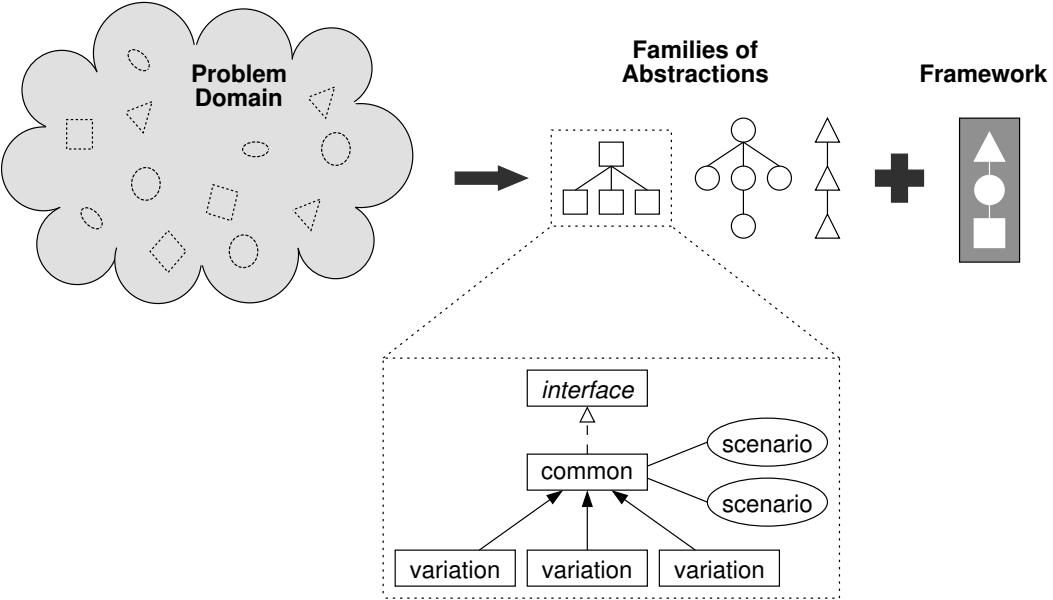 Problem
Domain
Families of
Abstractions
Framework
interface
common
scenario
scenario
variation
variation
variation